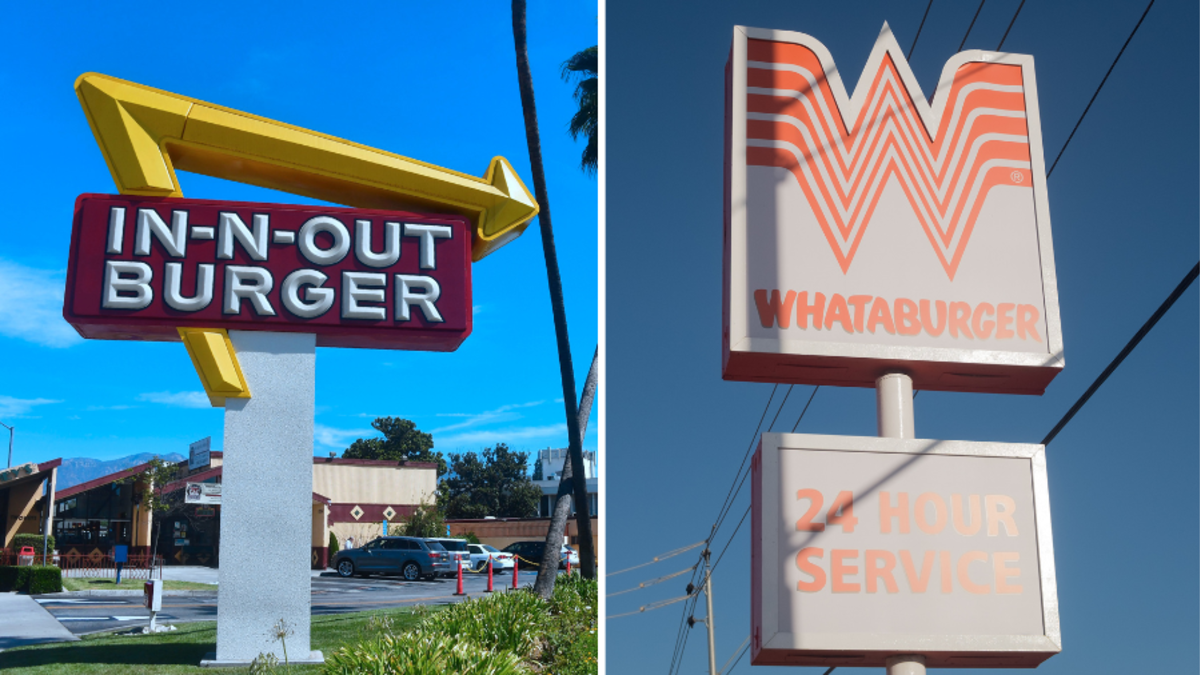 IN-N-OUT
BURGER
®
WHATABURGER
24 HOUR
SERVICE